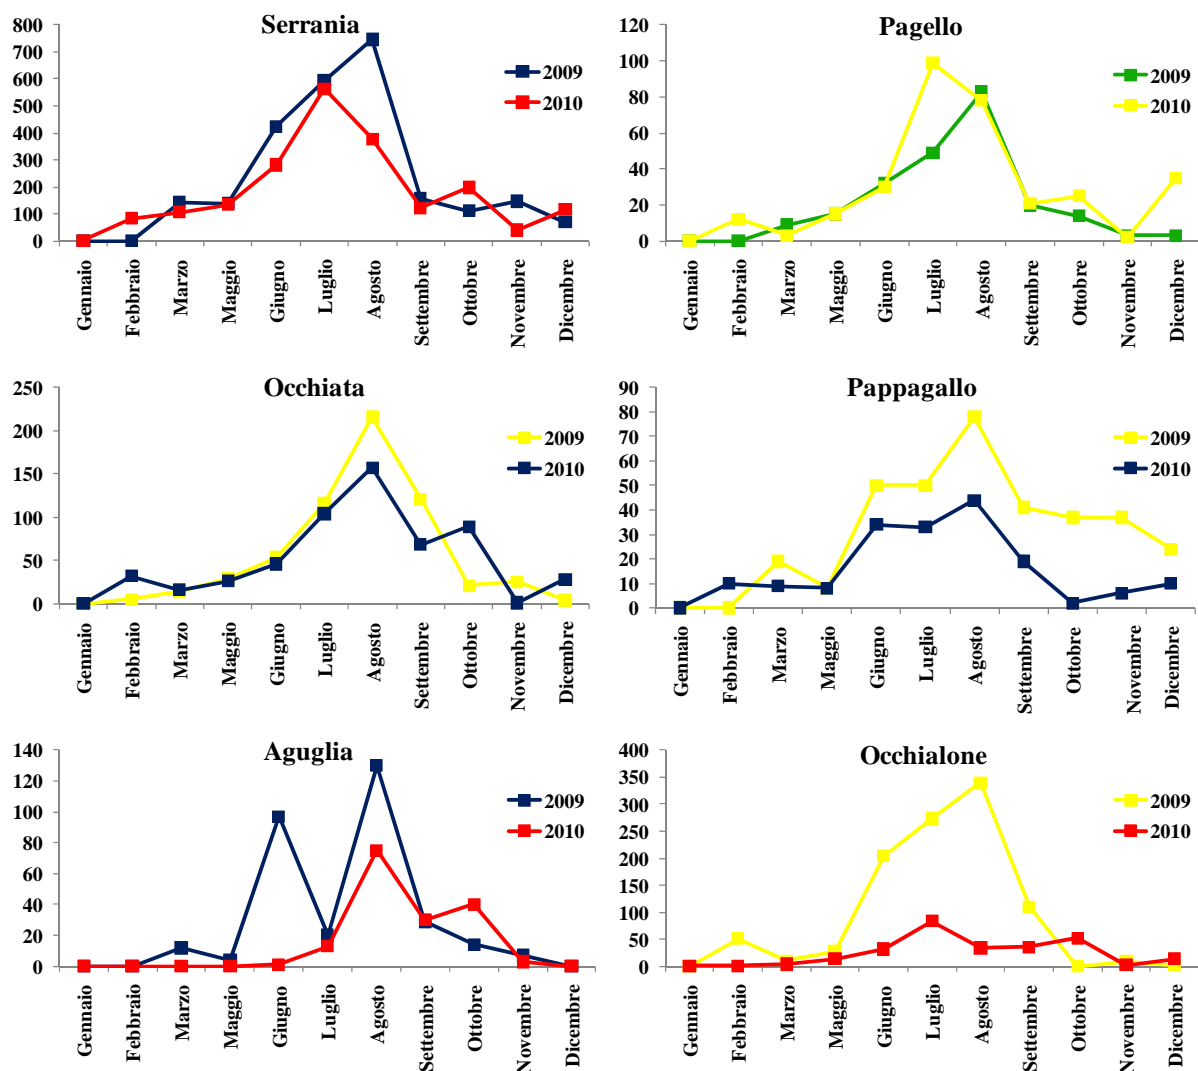 Serrania
800
700
600
500
400
300
200
100
0
2009
2010
Gennaio
Febbraio
Marzo
Maggio
Giugno
Luglio
Agosto
Settembre
Ottobre
Novembre
Dicembre
Pagello
120
100
80
60
40
20
0
2009
2010
Gennaio
Febbraio
Marzo
Maggio
Giugno
Luglio
Agosto
Settembre
Ottobre
Novembre
Dicembre
Occhiata
250
200
150
100
50
0
2009
2010
Gennaio
Febbraio
Marzo
Maggio
Giugno
Luglio
Agosto
Settembre
Ottobre
Novembre
Dicembre
Pappagallo
90
80
70
60
50
40
30
20
10
0
2009
2010
Gennaio
Febbraio
Marzo
Maggio
Giugno
Luglio
Agosto
Settembre
Ottobre
Novembre
Dicembre
Aguglia
140
120
100
80
60
40
20
0
2009
2010
Gennaio
Febbraio
Marzo
Maggio
Giugno
Luglio
Agosto
Settembre
Ottobre
Novembre
Dicembre
Occhialone
400
350
300
250
200
150
100
50
0
2009
2010
Gennaio
Febbraio
Marzo
Maggio
Giugno
Luglio
Agosto
Settembre
Ottobre
Novembre
Dicembre